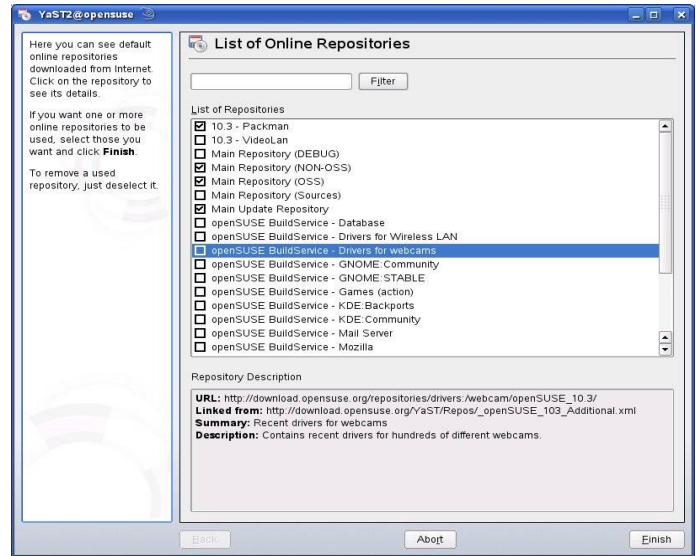 YaST2@opensuse
Here you can see default
online repositories
downloaded from Internet.
Click on the repository to
see its details.
If you want one or more
online repositories to be
used, select those you
want and click Finish.
To remove a used
repository, just deselect it.
List of Online Repositories
Filter
List of Repositories
10.3 - Packman
10.3 - VideoLan
Main Repository (DEBUG)
Main Repository (NON-OSS)
Main Repository (OSS)
Main Repository (Sources)
Main Update Repository
openSUSE BuildService - Database
openSUSE BuildService - Drivers for Wireless LAN
openSUSE BuildService - Drivers for webcams
openSUSE BuildService - GNOME:Community
openSUSE BuildService - GNOME:STABLE
openSUSE BuildService - Games (action)
openSUSE BuildService - KDE:Backports
openSUSE BuildService - KDE:Community
openSUSE BuildService - Mail Server
openSUSE BuildService - Mozilla
Repository Description
URL: http://download.opensuse.org/repositories/drivers:/webcam/openSUSE_10.3/
Linked from: http://download.opensuse.org/YaST/Repos/_openSUSE_103_Additional.xml
Summary: Recent drivers for webcams
Description: Contains recent drivers for hundreds of different webcams.
Back
Abort
Finish